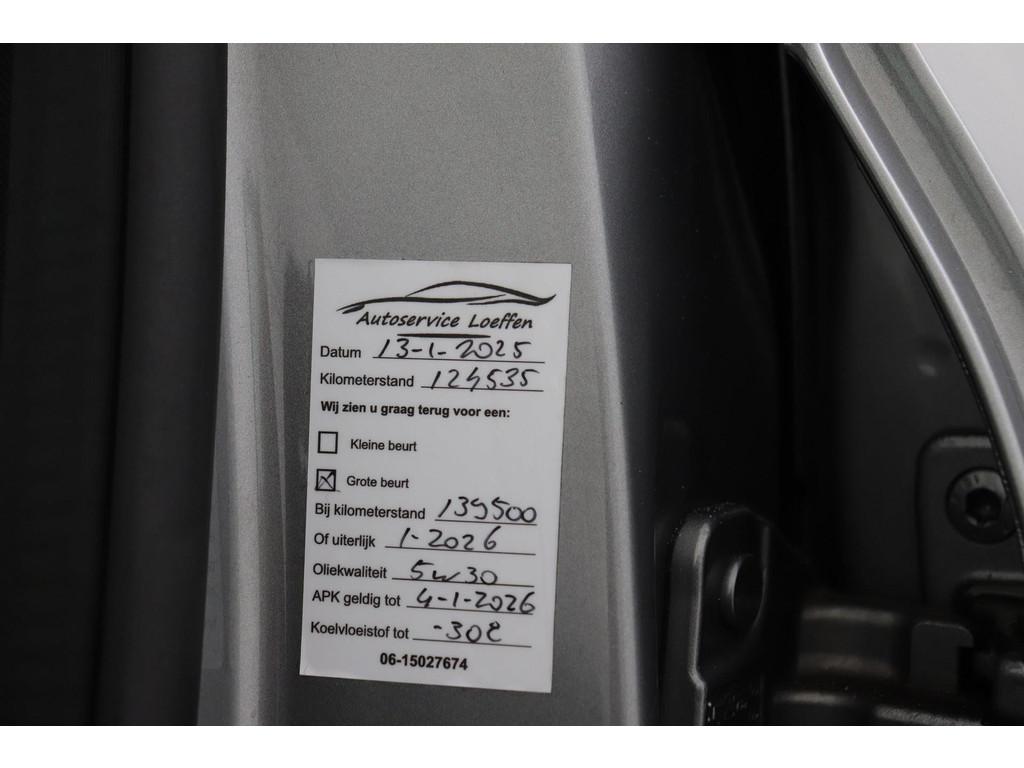 Autoservice Loeffen
Datum 13-1-2025
Kilometerstand 124535
Wij zien u graag terug voor een:
Kleine beurt
Grote beurt
Bij kilometerstand 139500
Of uiterlijk 1-2026
Oliekwaliteit 5w30
APK geldig tot 4-1-2026
Koelvloeistof tot -30
06-15027674